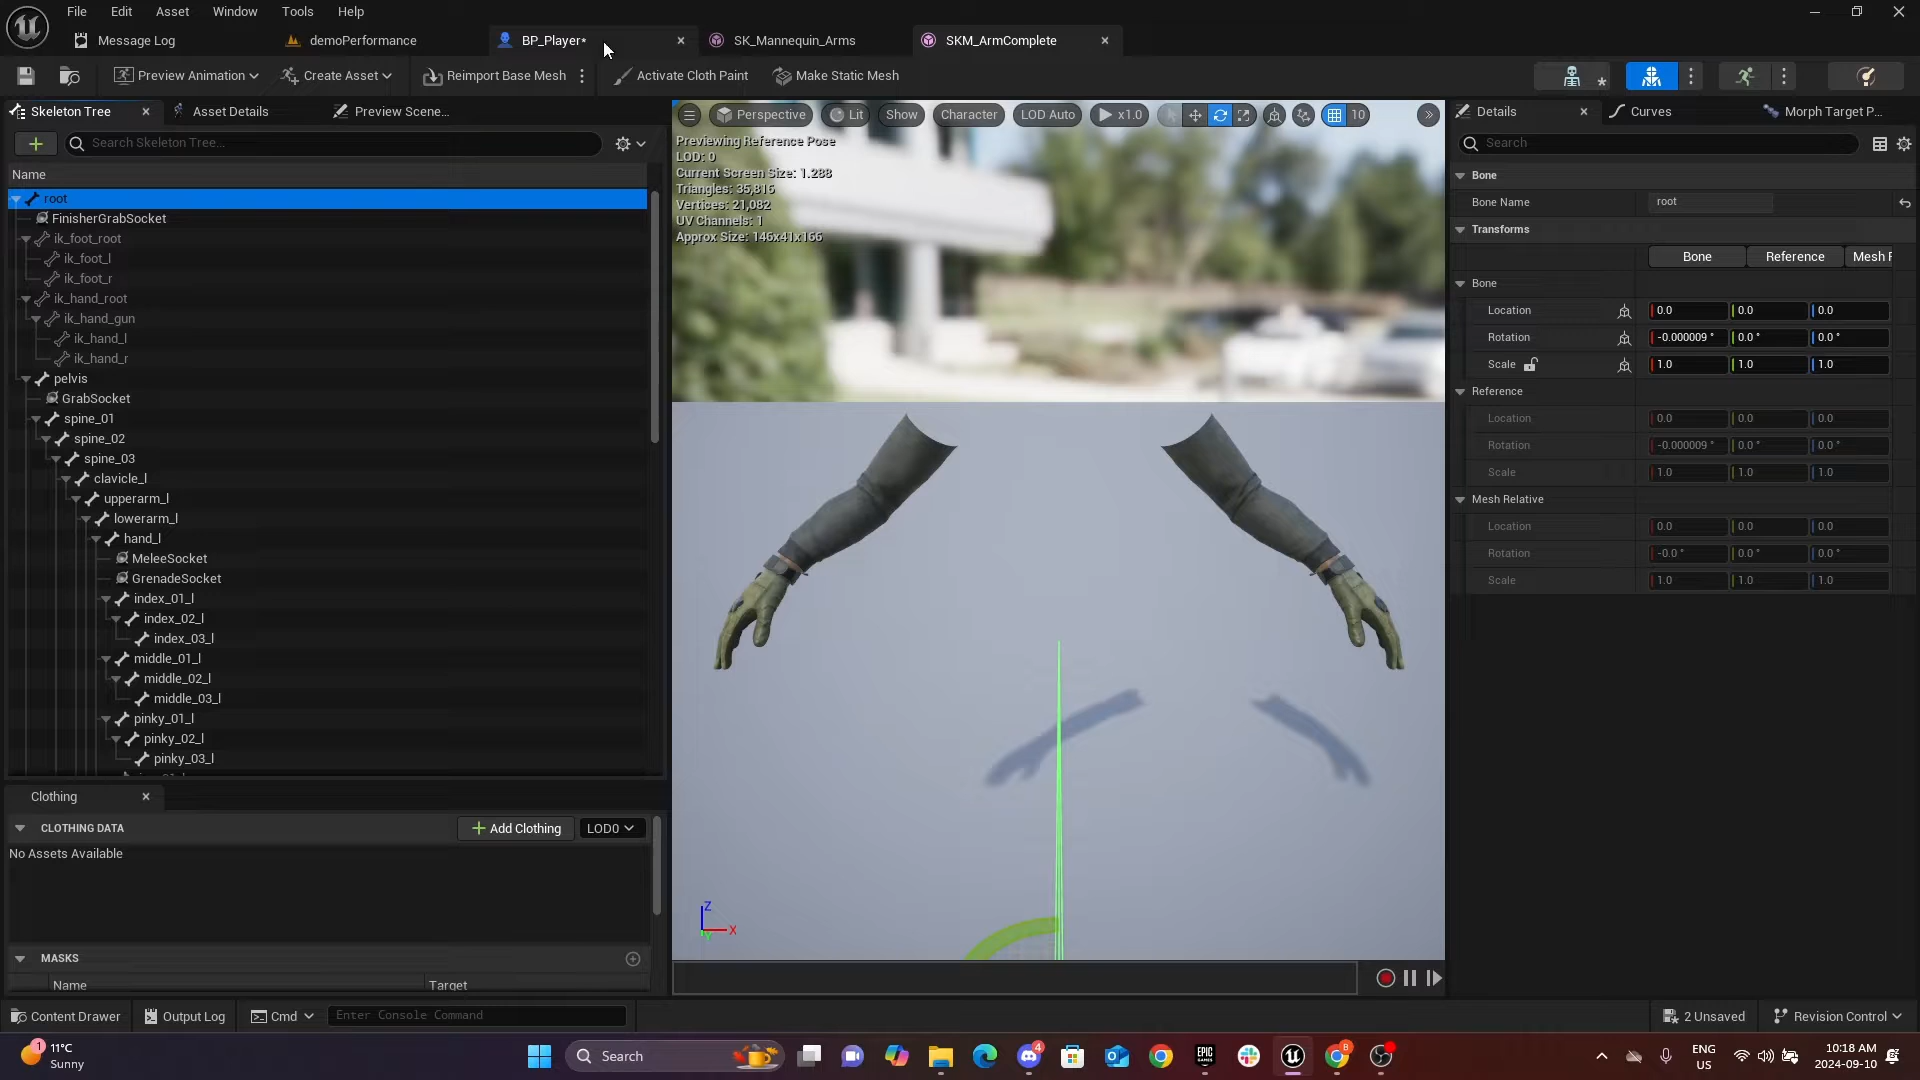 File Edit Asset Window Tools Help
Message Log demoPerformance BP_Player* SK_Mannequin_Arms SKM_ArmComplete
Preview Animation Create Asset Reimport Base Mesh Activate Cloth Paint Make Static Mesh
Skeleton Tree Asset Details Preview Scene...
Search Skeleton Tree...
Name
root
FinisherGrabSocket
ik_foot_root
ik_foot_l
ik_foot_r
ik_hand_root
ik_hand_gun
ik_hand_l
ik_hand_r
pelvis
GrabSocket
spine_01
spine_02
spine_03
clavicle_l
upperarm_l
lowerarm_l
hand_l
MeleeSocket
GrenadeSocket
index_01_l
index_02_l
index_03_l
middle_01_l
middle_02_l
middle_03_l
pinky_01_l
pinky_02_l
pinky_03_l
Clothing
CLOTHING DATA Add Clothing LOD0
No Assets Available
MASKS
Name Target
Perspective Lit Show Character LOD Auto x1.0 10
Previewing Reference Pose
LOD: 0
Current Screen Size: 1.288
Triangles: 35,816
Vertices: 21,082
UV Channels: 1
Approx Size: 146x41x166
Z
X
Details Curves Morph Target P...
Search
Bone
Bone Name root
Transforms
Bone Reference Mesh R
Bone
Location 0.0 0.0 0.0
Rotation -0.000009 ° 0.0 ° 0.0 °
Scale 1.0 1.0 1.0
Reference
Location 0.0 0.0 0.0
Rotation -0.000009 ° 0.0 ° 0.0 °
Scale 1.0 1.0 1.0
Mesh Relative
Location 0.0 0.0 0.0
Rotation -0.0 ° 0.0 ° 0.0 °
Scale 1.0 1.0 1.0
Content Drawer Output Log Cmd Enter Console Command 2 Unsaved Revision Control
1 11°C
Sunny
Search
4
EPIC GAMES
8
ENG
US
10:18 AM
2024-09-10